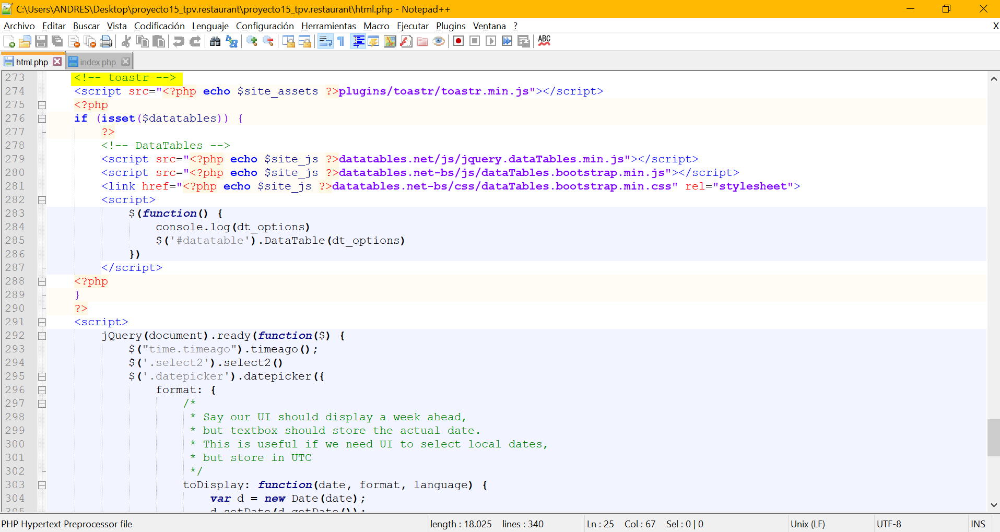 C:\Users\ANDRES\Desktop\proyecto15_tpv.restaurant\proyecto15_tpv.restaurant\html.php - Notepad++
Archivo Editar Buscar Vista Codificación Lenguaje Configuración Herramientas Macro Ejecutar Plugins Ventana ? X
ABC
html.php index.php
273 <!-- toastr -->
274 <script src="<?php echo $site_assets ?>plugins/toastr/toastr.min.js"></script>
275 <?php
276 if (isset($datatables)) {
277 ?>
278 <!-- DataTables -->
279 <script src="<?php echo $site_js ?>datatables.net/js/jquery.dataTables.min.js"></script>
280 <script src="<?php echo $site_js ?>datatables.net-bs/js/dataTables.bootstrap.min.js"></script>
281 <link href="<?php echo $site_js ?>datatables.net-bs/css/dataTables.bootstrap.min.css" rel="stylesheet">
282 <script>
283 $(function() {
284 console.log(dt_options)
285 $('#datatable').DataTable(dt_options)
286 })
287 </script>
288 <?php
289 }
290 ?>
291 <script>
292 jQuery(document).ready(function($) {
293 $("time.timeago").timeago();
294 $('.select2').select2()
295 $('.datepicker').datepicker({
296 format: {
297 /*
298 * Say our UI should display a week ahead,
299 * but textbox should store the actual date.
300 * This is useful if we need UI to select local dates,
301 * but store in UTC
302 */
303 toDisplay: function(date, format, language) {
304 var d = new Date(date);
305 d.setDate(d.getDate());
PHP Hypertext Preprocessor file length : 18.025 lines : 340 Ln : 25 Col : 67 Sel : 0 | 0 Unix (LF) UTF-8 INS